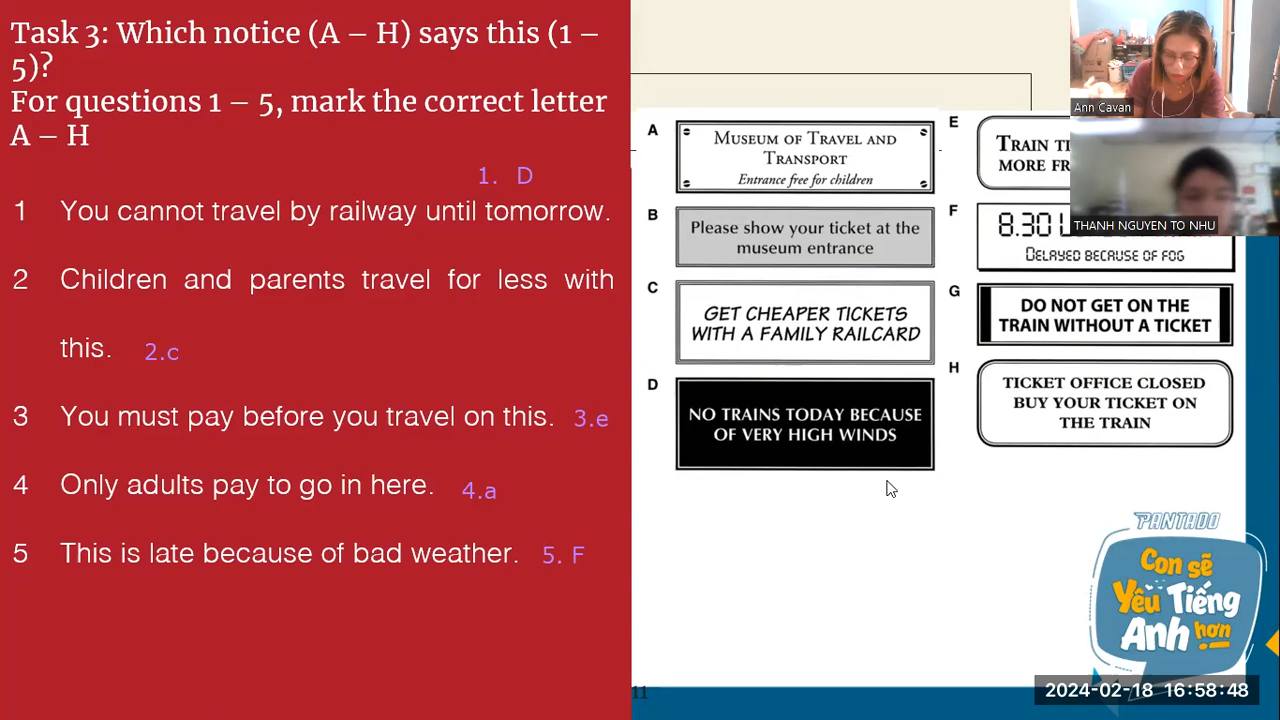 Task 3: Which notice (A – H) says this (1 –
5)?
For questions 1 – 5, mark the correct letter
A – H
1. D
1 You cannot travel by railway until tomorrow.
2 Children and parents travel for less with
this.
2.c
3 You must pay before you travel on this.
3.e
4 Only adults pay to go in here.
4.a
5 This is late because of bad weather.
5. F
A
MUSEUM OF TRAVEL AND
TRANSPORT
Entrance free for children
B
Please show your ticket at the
museum entrance
C
GET CHEAPER TICKETS
WITH A FAMILY RAILCARD
D
NO TRAINS TODAY BECAUSE
OF VERY HIGH WINDS
E
TRAIN
MORE
F
8.30
DELAYED BECAUSE OF FOG
G
DO NOT GET ON THE
TRAIN WITHOUT A TICKET
H
TICKET OFFICE CLOSED
BUY YOUR TICKET ON
THE TRAIN
Ann Cavan
THANH NGUYEN TO NHU
PANTADO
Con sẽ
Yêu Tiếng
Anh hơn
11
2024-02-18 16:58:48